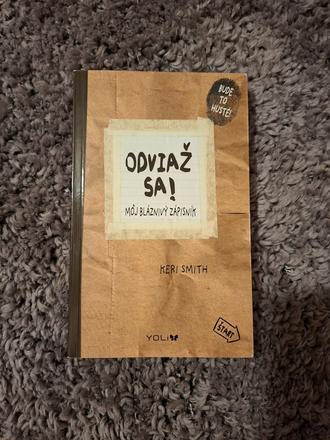 BUDE
TO
HUSTÉ!
ODVIAŽ
SA!
MÔJ BLÁZNIVÝ ZÁPISNÍK
KERI SMITH
ŠTART
YOLI